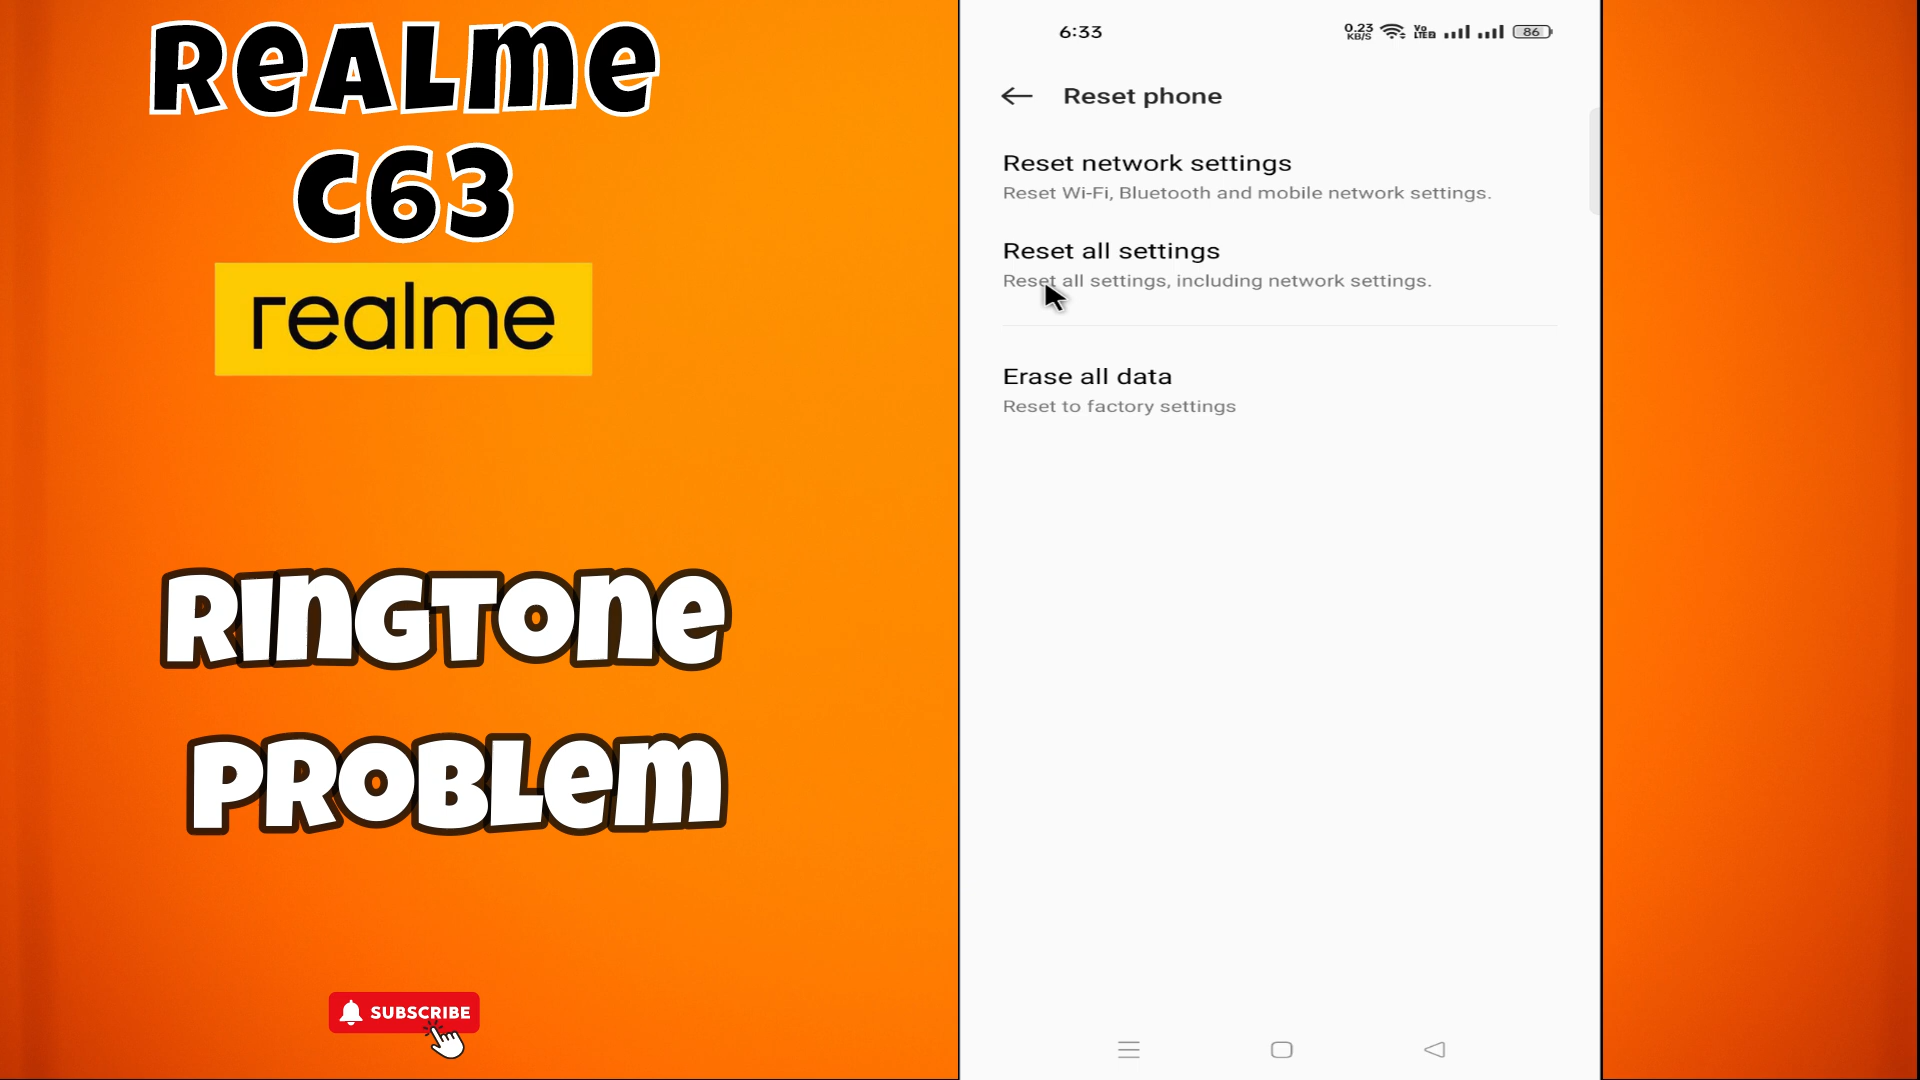 Realme
C63
realme
Ringtone
Problem
SUBSCRIBE
6:33
0.23
KB/S
Vo
LTE
86
Reset phone
Reset network settings
Reset Wi-Fi, Bluetooth and mobile network settings.
Reset all settings
Reset all settings, including network settings.
Erase all data
Reset to factory settings